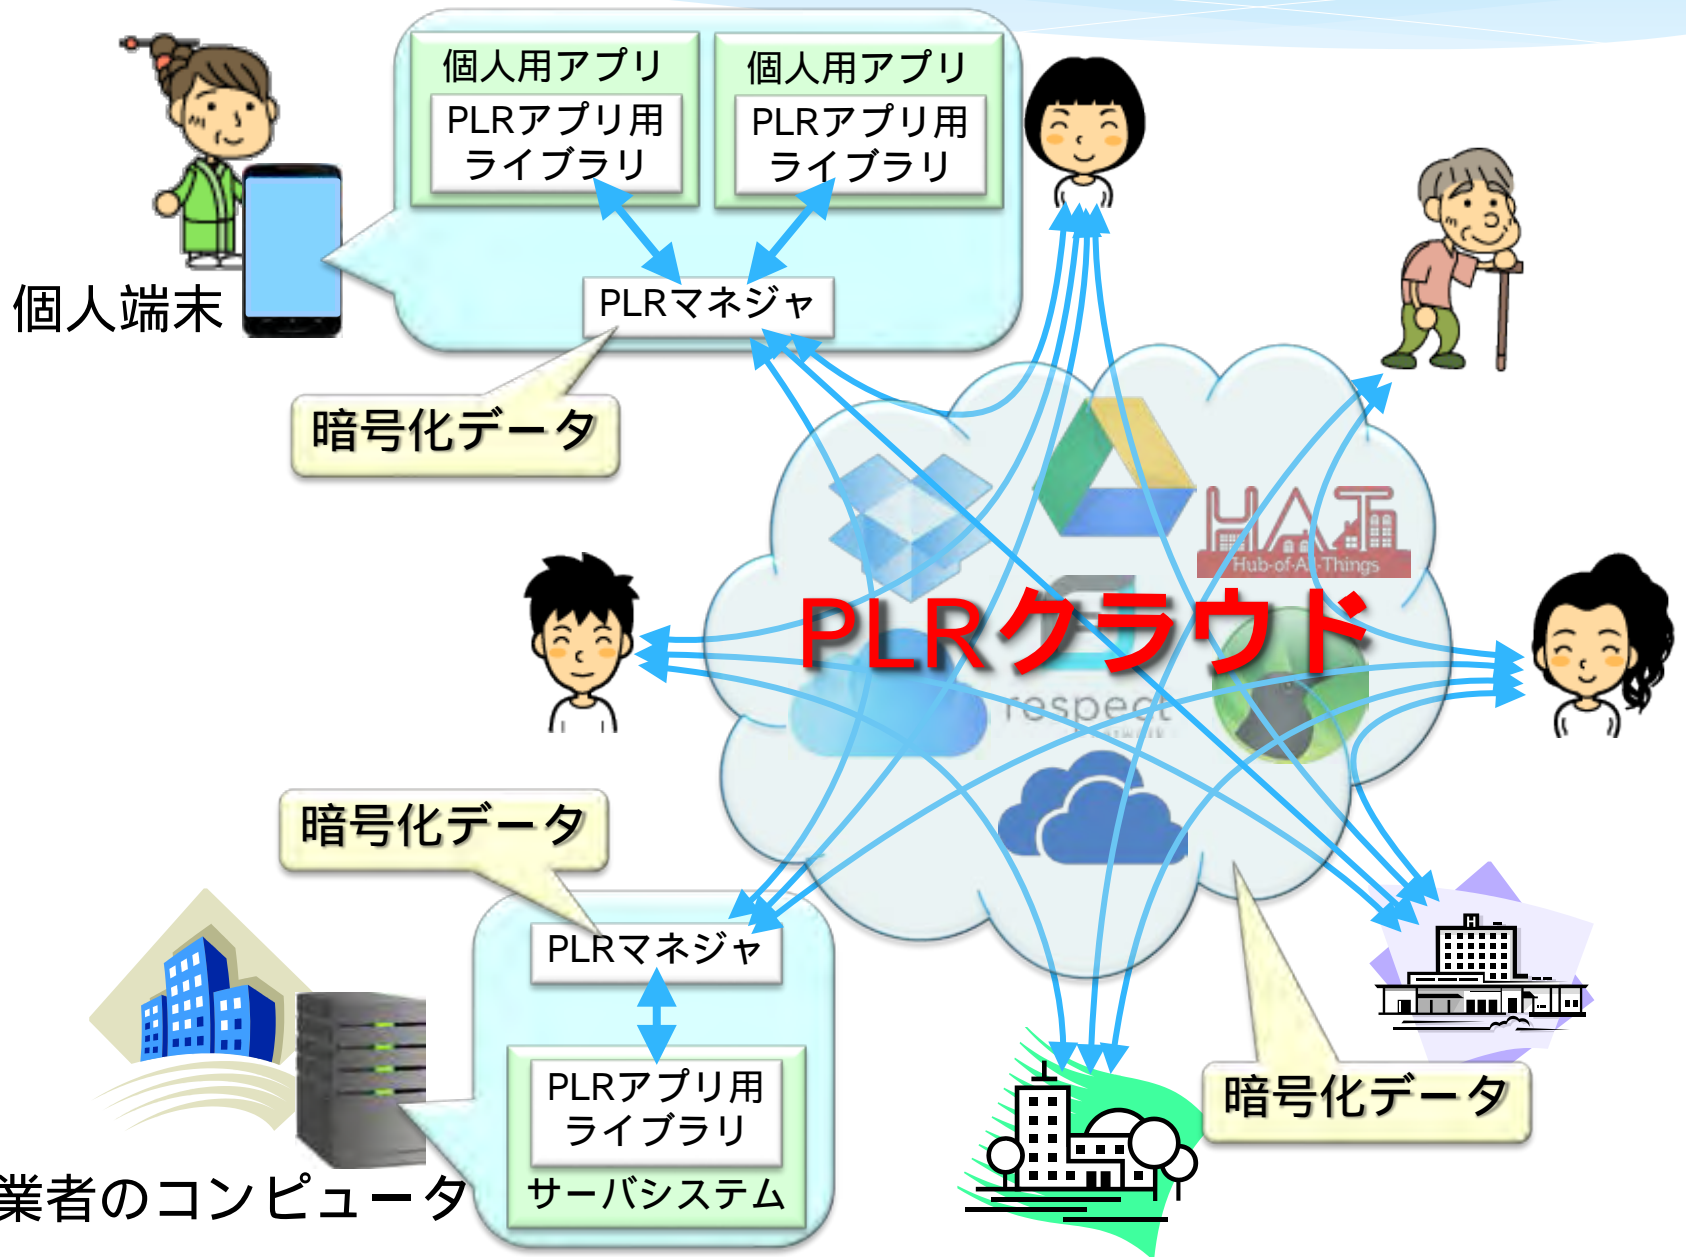 個人用アプリ
PLRアプリ用
ライブラリ
個人用アプリ
PLRアプリ用
ライブラリ
PLRマネジャ
個人端末
暗号化データ
HAT
Hub-of-All-Things
PLRクラウド
respect
network
暗号化データ
PLRマネジャ
PLRアプリ用
ライブラリ
サーバシステム
業者のコンピュータ
暗号化データ